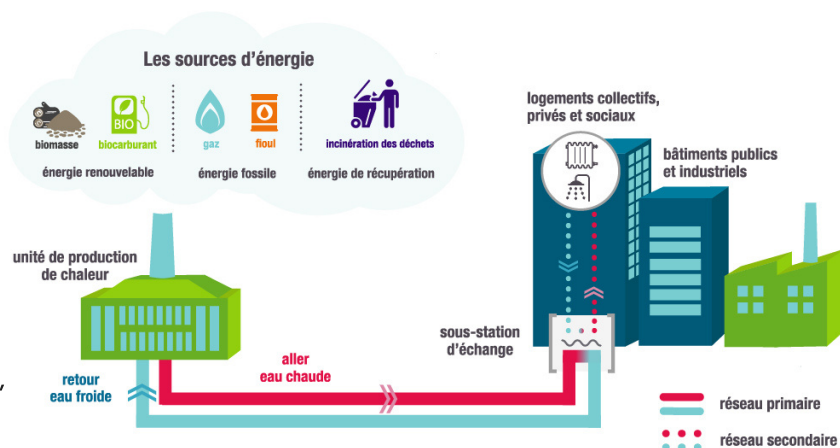 Les sources d'énergie
BIO
biomasse
biocarburant
gaz
fioul
incinération des déchets
énergie renouvelable
énergie fossile
énergie de récupération
logements collectifs,
privés et sociaux
bâtiments publics
et industriels
unité de production
de chaleur
sous-station
d'échange
aller
eau chaude
retour
eau froide
,
réseau primaire
réseau secondaire